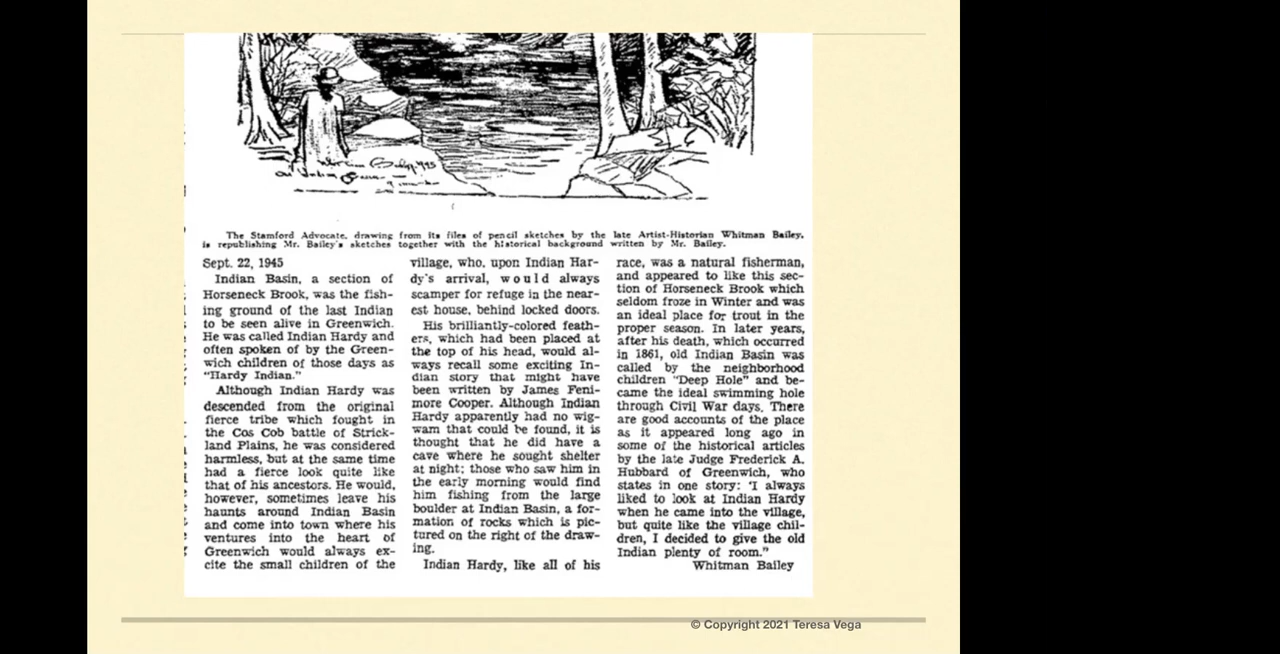 The Stamford Advocate, drawing from its files of pencil sketches by the late Artist-Historian Whitman Bailey,
is republishing Mr. Bailey's sketches together with the historical background written by Mr. Bailey.
Sept. 22, 1945
Indian Basin, a section of
Horseneck Brook, was the fish-
ing ground of the last Indian
to be seen alive in Greenwich.
He was called Indian Hardy and
often spoken of by the Green-
wich children of those days as
"Hardy Indian."
Although Indian Hardy was
descended from the original
fierce tribe which fought in
the Cos Cob battle of Strick-
land Plains, he was considered
harmless, but at the same time
had a fierce look quite like
that of his ancestors. He would,
however, sometimes leave his
haunts around Indian Basin
and come into town where his
ventures into the heart of
Greenwich would always ex-
cite the small children of the
village, who, upon Indian Har-
dy's arrival, would always
scamper for refuge in the near-
est house, behind locked doors.
His brilliantly-colored feath-
ers, which had been placed at
the top of his head, would al-
ways recall some exciting In-
dian story that might have
been written by James Feni-
more Cooper. Although Indian
Hardy apparently had no wig-
wam that could be found, it is
thought that he did have a
cave where he sought shelter
at night; those who saw him in
the early morning would find
him fishing from the large
boulder at Indian Basin, a for-
mation of rocks which is pic-
tured on the right of the draw-
ing.
Indian Hardy, like all of his
race, was a natural fisherman,
and appeared to like this sec-
tion of Horseneck Brook which
seldom froze in Winter and was
an ideal place for trout in the
proper season. In later years,
after his death, which occurred
in 1861, old Indian Basin was
called by the neighborhood
children "Deep Hole" and be-
came the ideal swimming hole
through Civil War days. There
are good accounts of the place
as it appeared long ago in
some of the historical articles
by the late Judge Frederick A.
Hubbard of Greenwich, who
states in one story: 'I always
liked to look at Indian Hardy
when he came into the village,
but quite like the village chil-
dren, I decided to give the old
Indian plenty of room."
Whitman Bailey
© Copyright 2021 Teresa Vega